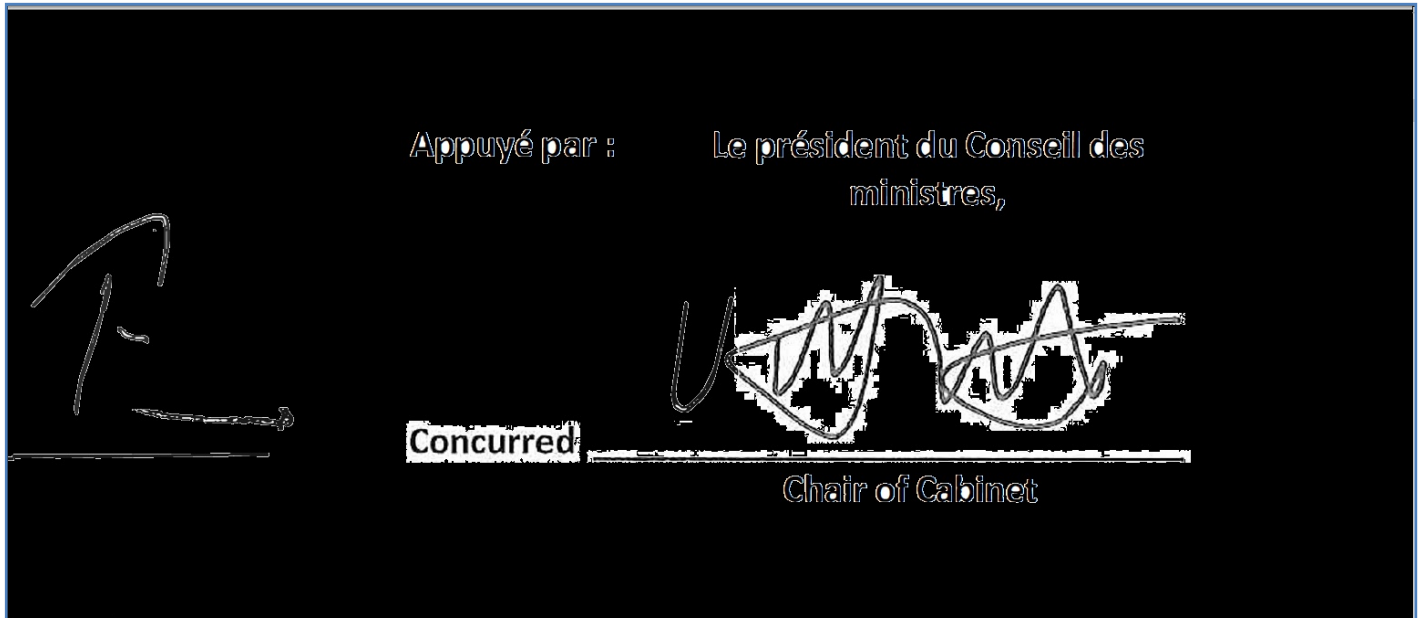 Appuyé par : Le président du Conseil des
ministres,
Concurred
Chair of Cabinet